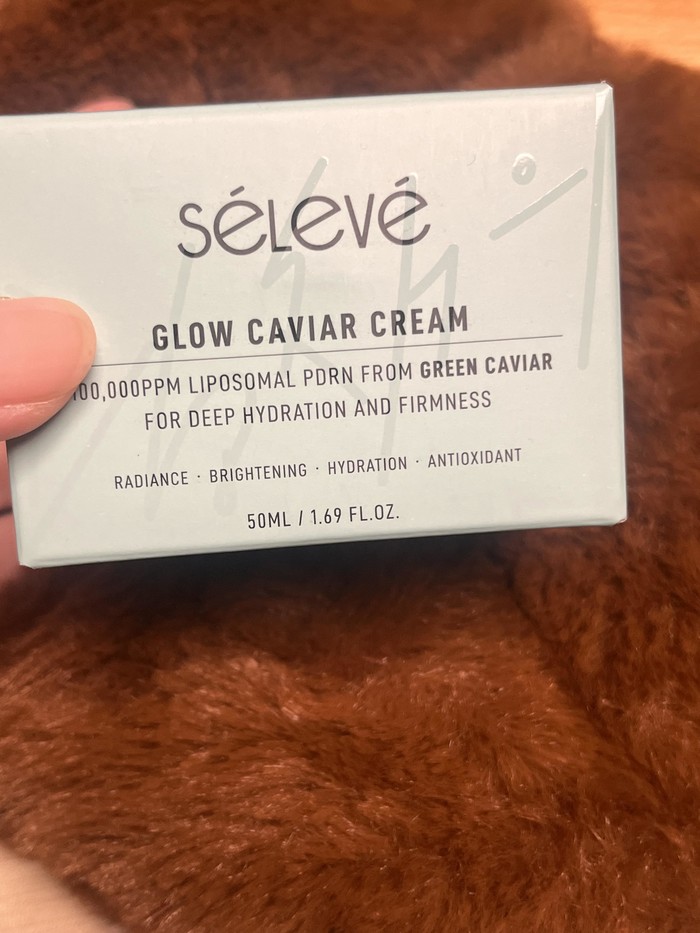 séLevé
GLOW CAVIAR CREAM
100,000PPM LIPOSOMAL PDRN FROM GREEN CAVIAR
FOR DEEP HYDRATION AND FIRMNESS
RADIANCE · BRIGHTENING · HYDRATION · ANTIOXIDANT
50ML / 1.69 FL.OZ.